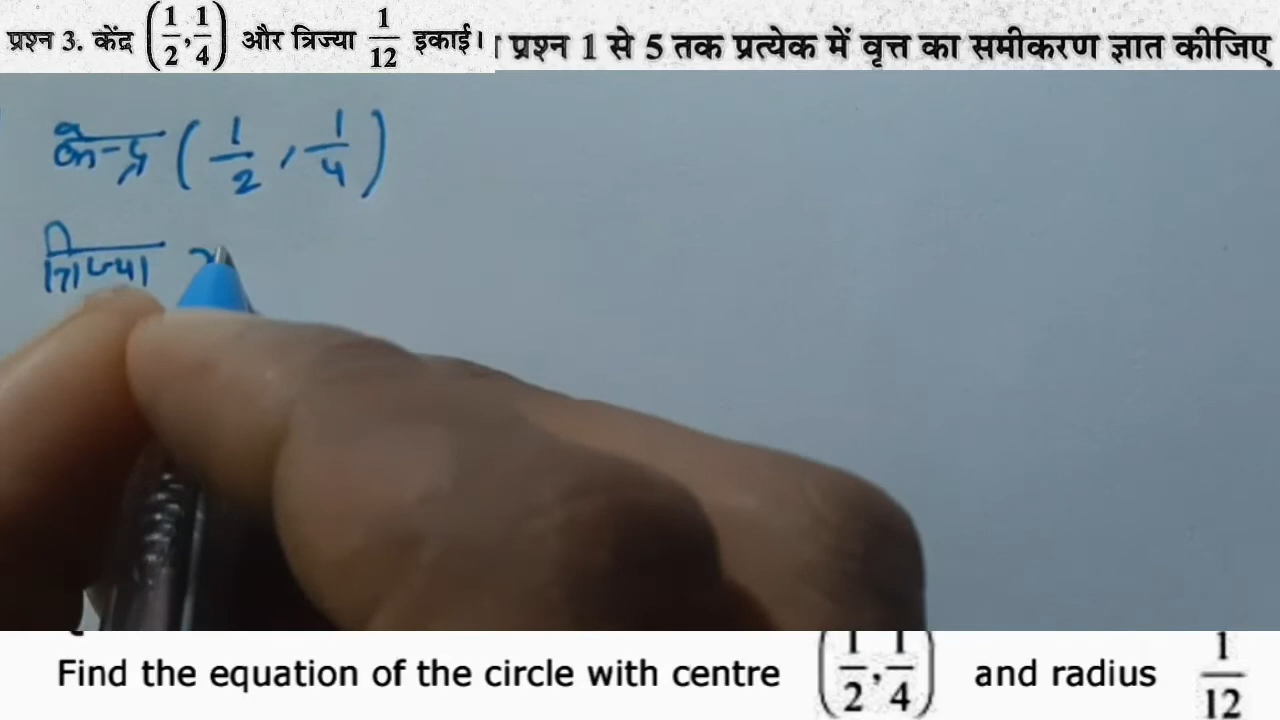 प्रश्न 3. केंद्र (1/2, 1/4) और त्रिज्या 1/12 इकाई।
प्रश्न 1 से 5 तक प्रत्येक में वृत्त का समीकरण ज्ञात कीजिए
केन्द्र (1/2, 1/4)
त्रिज्या
Find the equation of the circle with centre (1/2, 1/4) and radius 1/12